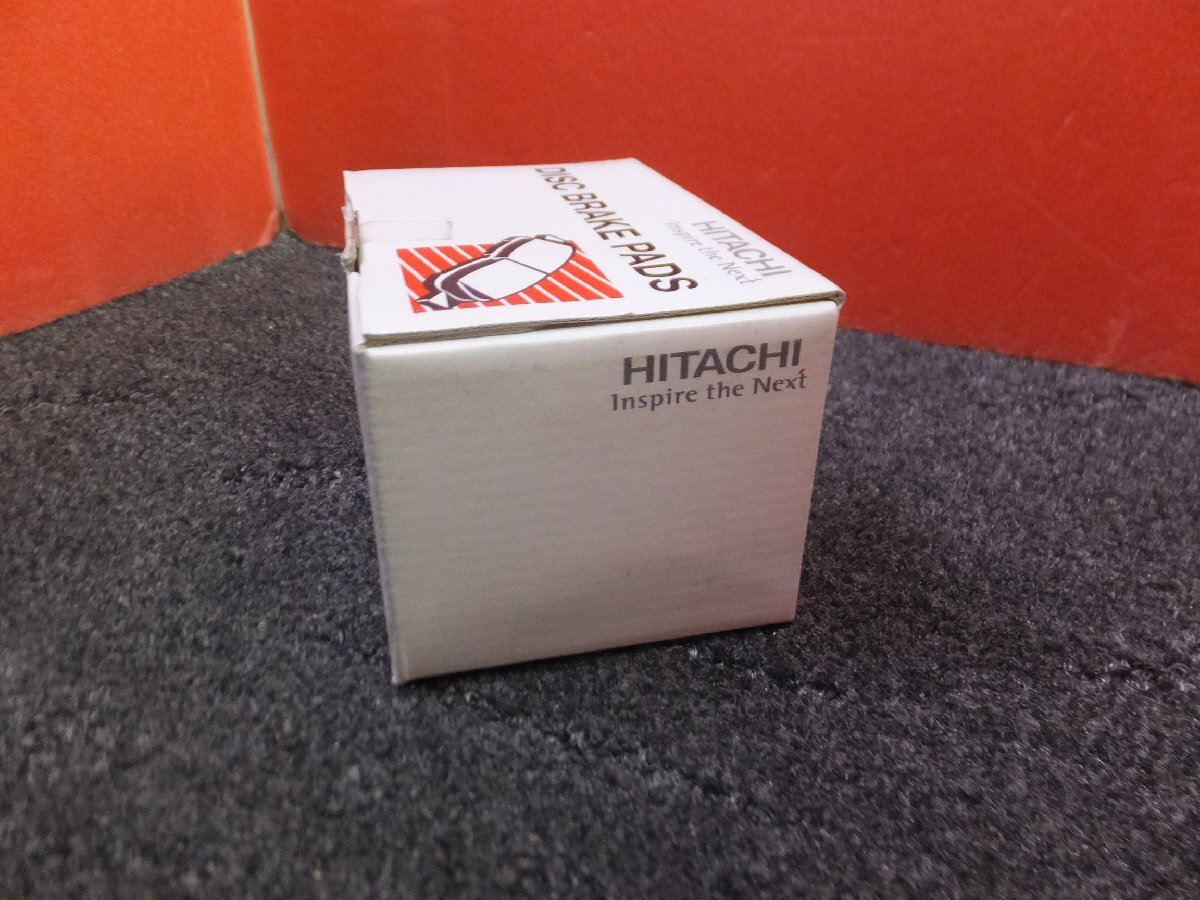 DISC BRAKE PADS
HITACHI
Inspire the Next
HITACHI
Inspire the Next